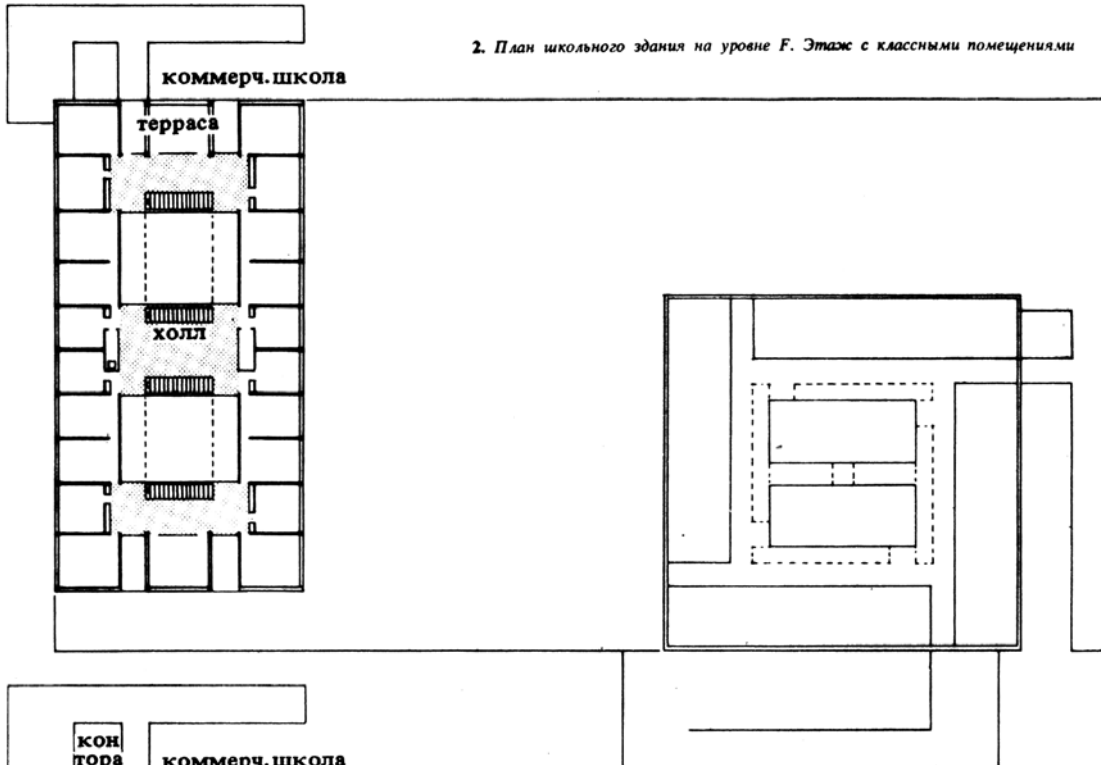 2. План школьного здания на уровне F. Этаж с классными помещениями
коммерч. школа
терраса
холл
кон
тора
коммерч. школа